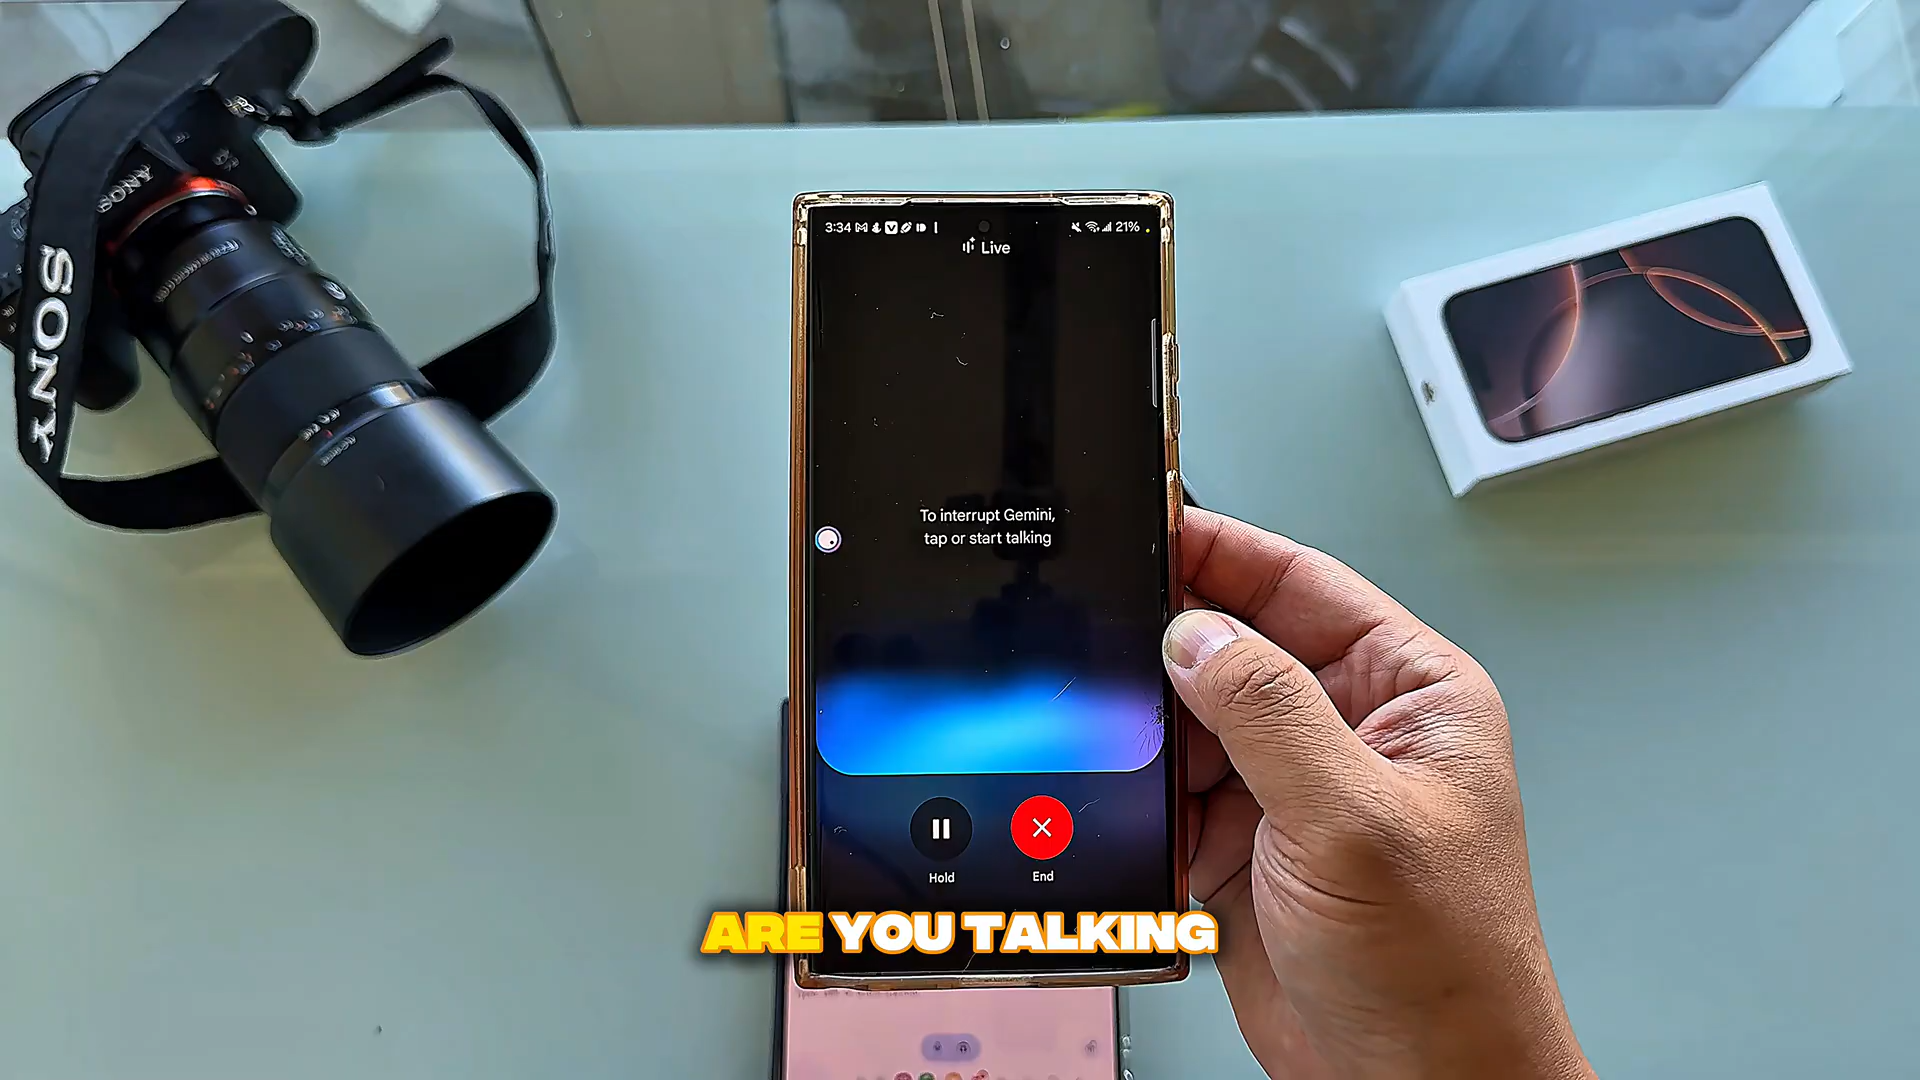 SONY
SONY
3:34
21%
Live
To interrupt Gemini,
tap or start talking
Hold
End
ARE YOU TALKING